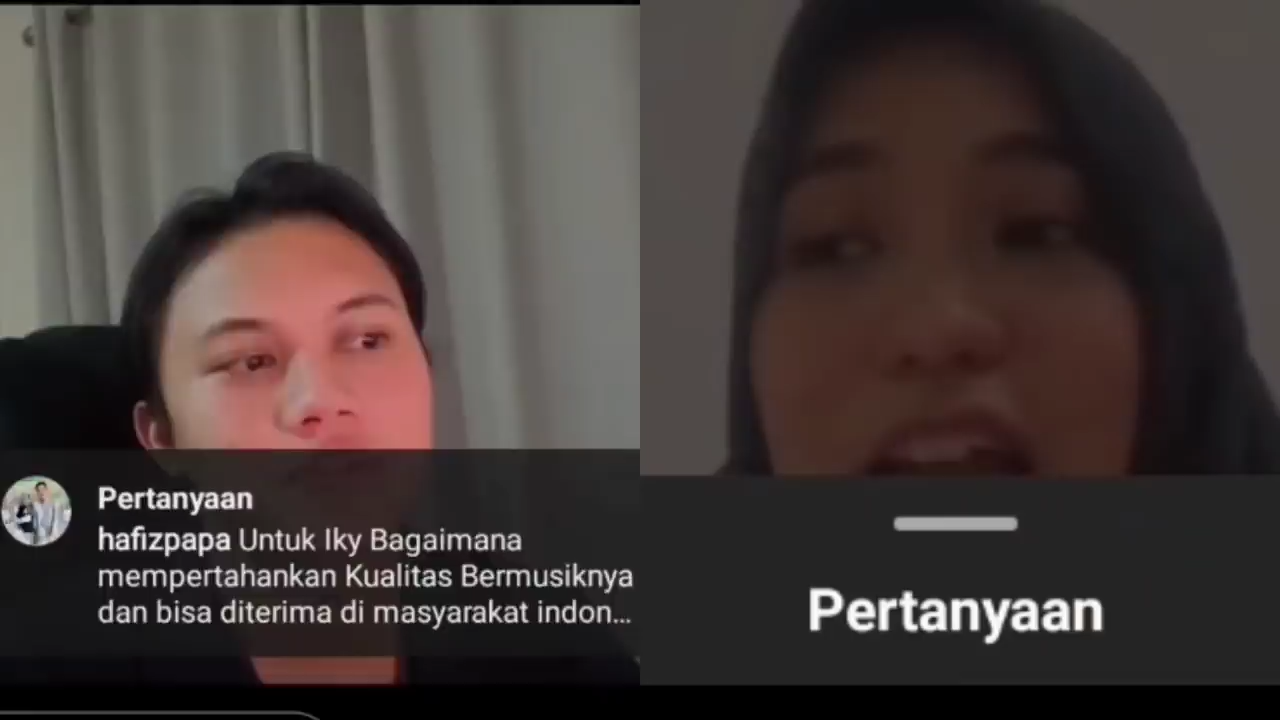 Pertanyaan
hafizpapa Untuk Iky Bagaimana
mempertahankan Kualitas Bermusiknya
dan bisa diterima di masyarakat indon...
Pertanyaan